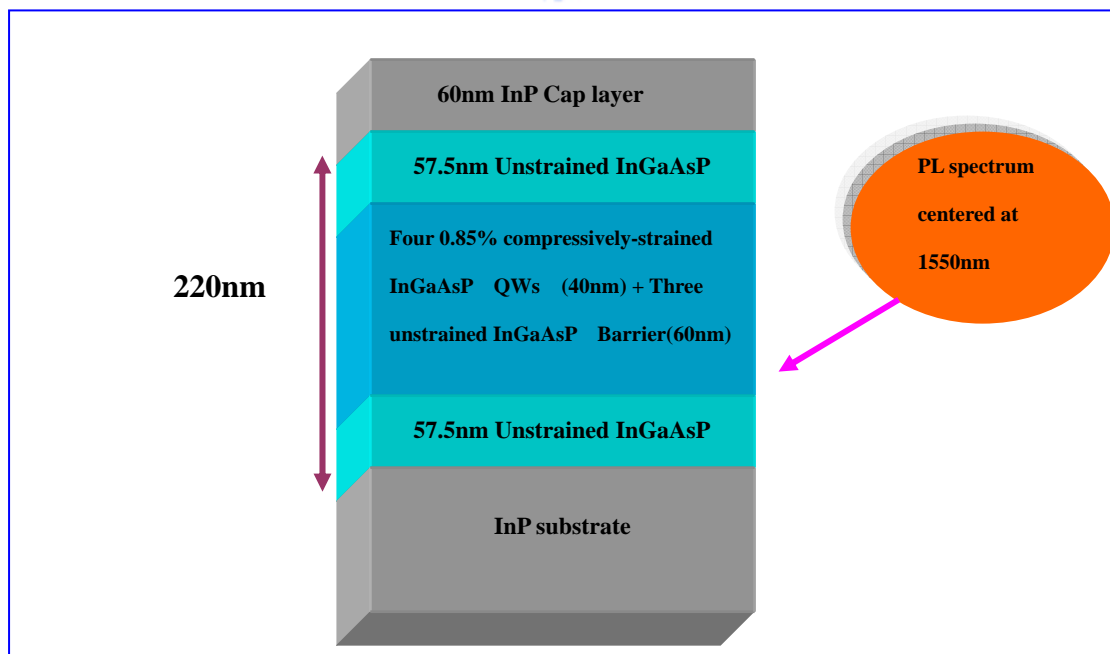 60nm InP Cap layer
57.5nm Unstrained InGaAsP
PL spectrum
centered at
1550nm
Four 0.85% compressively-strained
InGaAsP QWs (40nm) + Three
unstrained InGaAsP Barrier(60nm)
220nm
57.5nm Unstrained InGaAsP
InP substrate